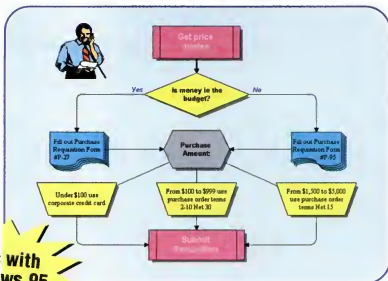 Get price
quotes
Yes
Is money in the
budget?
No
Fill out Purchase
Requisition Form
#P-27
Purchase
Amount:
Fill out Purchase
Requisition Form
#P-95
Under $100 use
corporate credit card
From $100 to $999 use
purchase order terms
2-10 Net 30
From $1,500 to $5,000
use purchase order
terms Net 15
Submit
with
ws 95